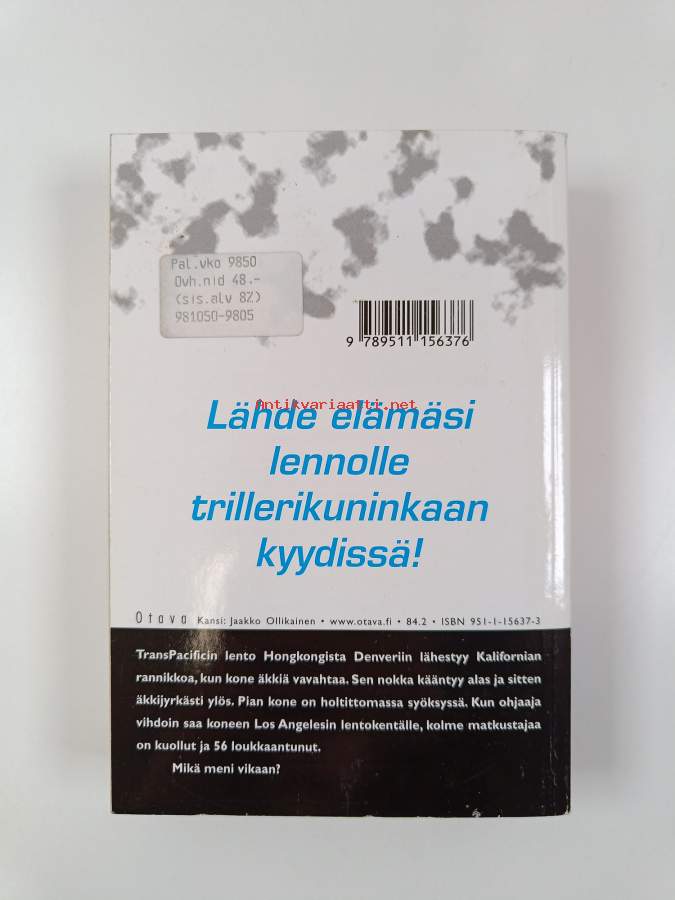 Pal.vko 9850
Ovh.nid 48.-
(sis.alv 8%)
981050-9805
9 789511 156376
Antikvariaatti.net
Lähde elämäsi
lennolle
trillerikuninkaan
kyydissä!
Otava Kansi: Jaakko Ollikainen • www.otava.fi • 84.2 • ISBN 951-1-15637-3
TransPacificin lento Hongkongista Denveriin lähestyy Kalifornian
rannikkoa, kun kone äkkiä vavahtaa. Sen nokka kääntyy alas ja sitten
äkkijyrkästi ylös. Pian kone on holtittomassa syöksyssä. Kun ohjaaja
vihdoin saa koneen Los Angelesin lentokentälle, kolme matkustajaa
on kuollut ja 56 loukkaantunut.
Mikä meni vikaan?